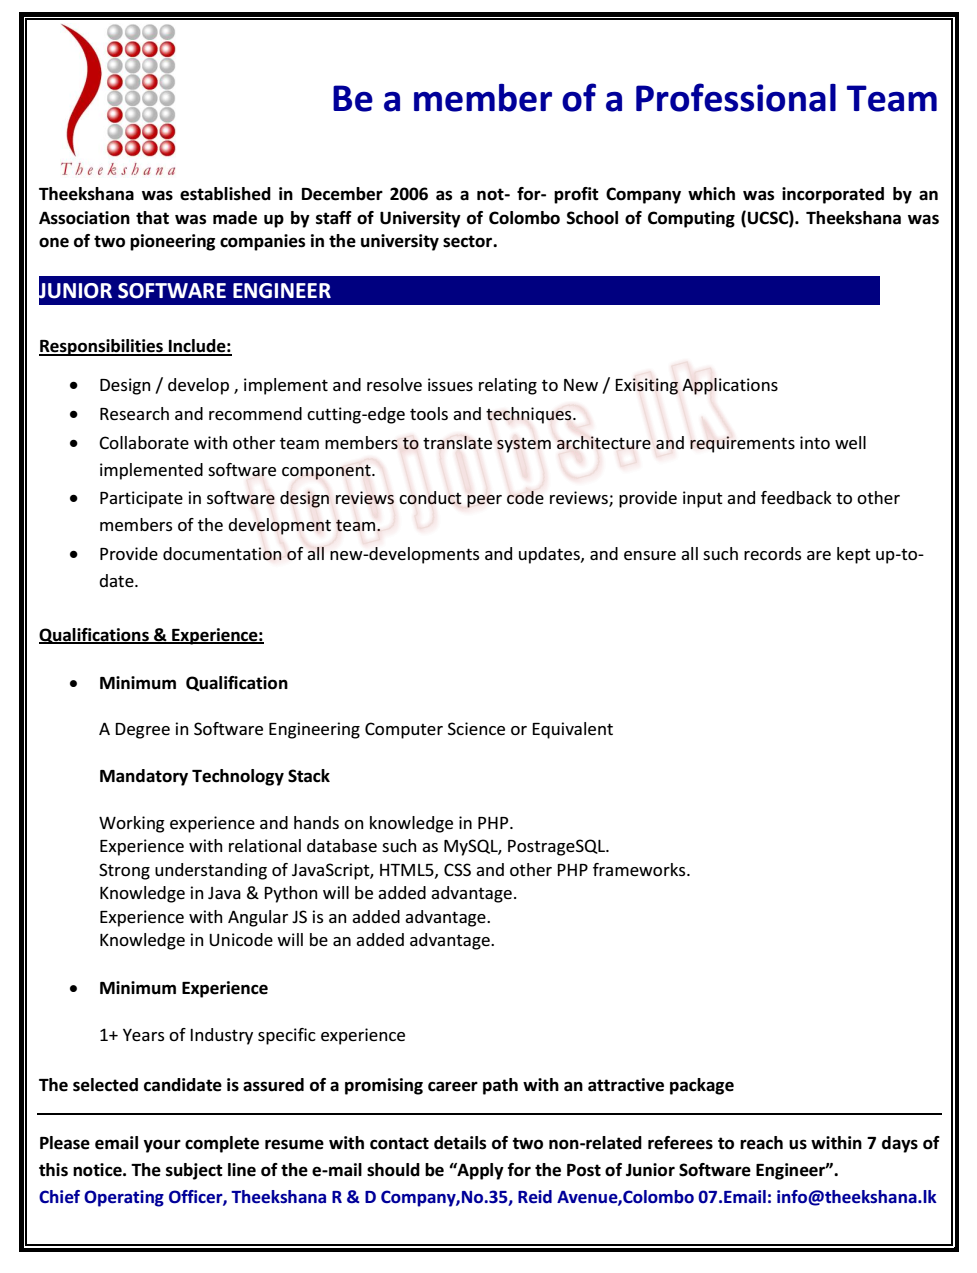 Theekshana
Be a member of a Professional Team
Theekshana was established in December 2006 as a not- for- profit Company which was incorporated by an
Association that was made up by staff of University of Colombo School of Computing (UCSC). Theekshana was
one of two pioneering companies in the university sector.
JUNIOR SOFTWARE ENGINEER
Responsibilities Include:
• Design / develop , implement and resolve issues relating to New / Exisiting Applications
• Research and recommend cutting-edge tools and techniques.
• Collaborate with other team members to translate system architecture and requirements into well
implemented software component.
• Participate in software design reviews conduct peer code reviews; provide input and feedback to other
members of the development team.
• Provide documentation of all new-developments and updates, and ensure all such records are kept up-to-
date.
topjobs.lk
Qualifications & Experience:
• Minimum  Qualification
A Degree in Software Engineering Computer Science or Equivalent
Mandatory Technology Stack
Working experience and hands on knowledge in PHP.
Experience with relational database such as MySQL, PostrageSQL.
Strong understanding of JavaScript, HTML5, CSS and other PHP frameworks.
Knowledge in Java & Python will be added advantage.
Experience with Angular JS is an added advantage.
Knowledge in Unicode will be an added advantage.
• Minimum Experience
1+ Years of Industry specific experience
The selected candidate is assured of a promising career path with an attractive package
Please email your complete resume with contact details of two non-related referees to reach us within 7 days of
this notice. The subject line of the e-mail should be “Apply for the Post of Junior Software Engineer”.
Chief Operating Officer, Theekshana R & D Company,No.35, Reid Avenue,Colombo 07.Email: info@theekshana.lk